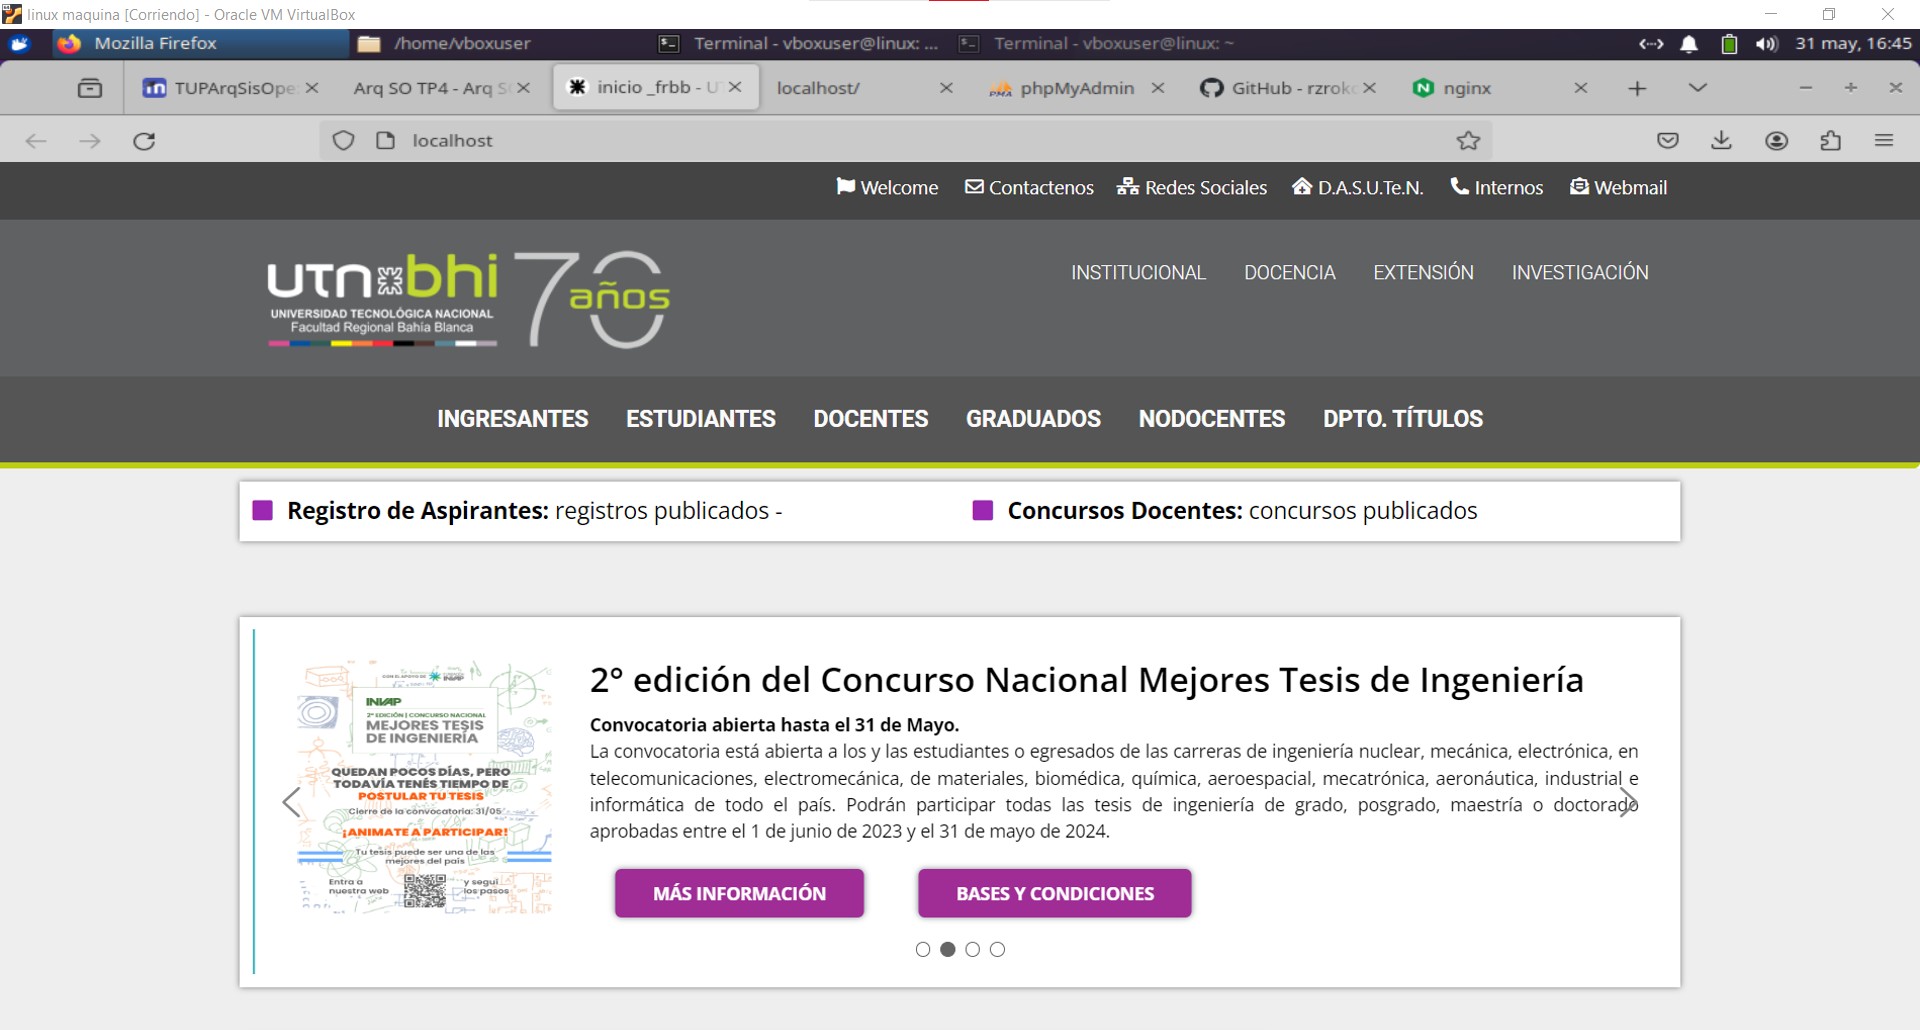 linux maquina [Corriendo] - Oracle VM VirtualBox
Mozilla Firefox
/home/vboxuser
Terminal - vboxuser@linux: ...
Terminal - vboxuser@linux: ~
31 may, 16:45
TUPArqSisOpe
Arq SO TP4 - Arq SO
inicio _frbb - UT
localhost/
phpMyAdmin
GitHub - rzroko
nginx
localhost
Welcome
Contactenos
Redes Sociales
D.A.S.U.Te.N.
Internos
Webmail
utn bhi
70 años
UNIVERSIDAD TECNOLÓGICA NACIONAL
Facultad Regional Bahía Blanca
INSTITUCIONAL
DOCENCIA
EXTENSIÓN
INVESTIGACIÓN
INGRESANTES
ESTUDIANTES
DOCENTES
GRADUADOS
NODOCENTES
DPTO. TÍTULOS
Registro de Aspirantes: registros publicados -
Concursos Docentes: concursos publicados
CON EL APOYO DE
INVAP
2ª EDICIÓN | CONCURSO NACIONAL
MEJORES TESIS
DE INGENIERÍA
QUEDAN POCOS DÍAS, PERO
TODAVÍA TENÉS TIEMPO DE
POSTULAR TU TESIS
Cierre de la convocatoria: 31/05
¡ANIMATE A PARTICIPAR!
Tu tesis puede ser una de las
mejores del país
Entra a
nuestra web
y seguí
los pasos
2° edición del Concurso Nacional Mejores Tesis de Ingeniería
Convocatoria abierta hasta el 31 de Mayo.
La convocatoria está abierta a los y las estudiantes o egresados de las carreras de ingeniería nuclear, mecánica, electrónica, en
telecomunicaciones, electromecánica, de materiales, biomédica, química, aeroespacial, mecatrónica, aeronáutica, industrial e
informática de todo el país. Podrán participar todas las tesis de ingeniería de grado, posgrado, maestría o doctorado
aprobadas entre el 1 de junio de 2023 y el 31 de mayo de 2024.
MÁS INFORMACIÓN
BASES Y CONDICIONES